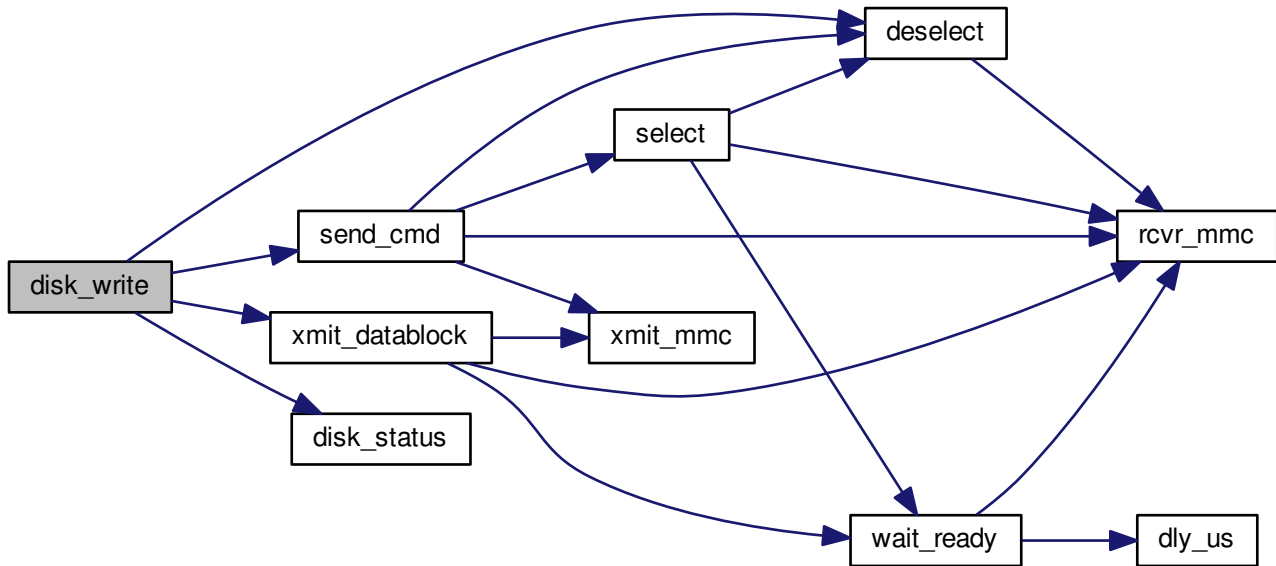 deselect
select
send_cmd
rcvr_mmc
disk_write
xmit_datablock
xmit_mmc
disk_status
wait_ready
dly_us